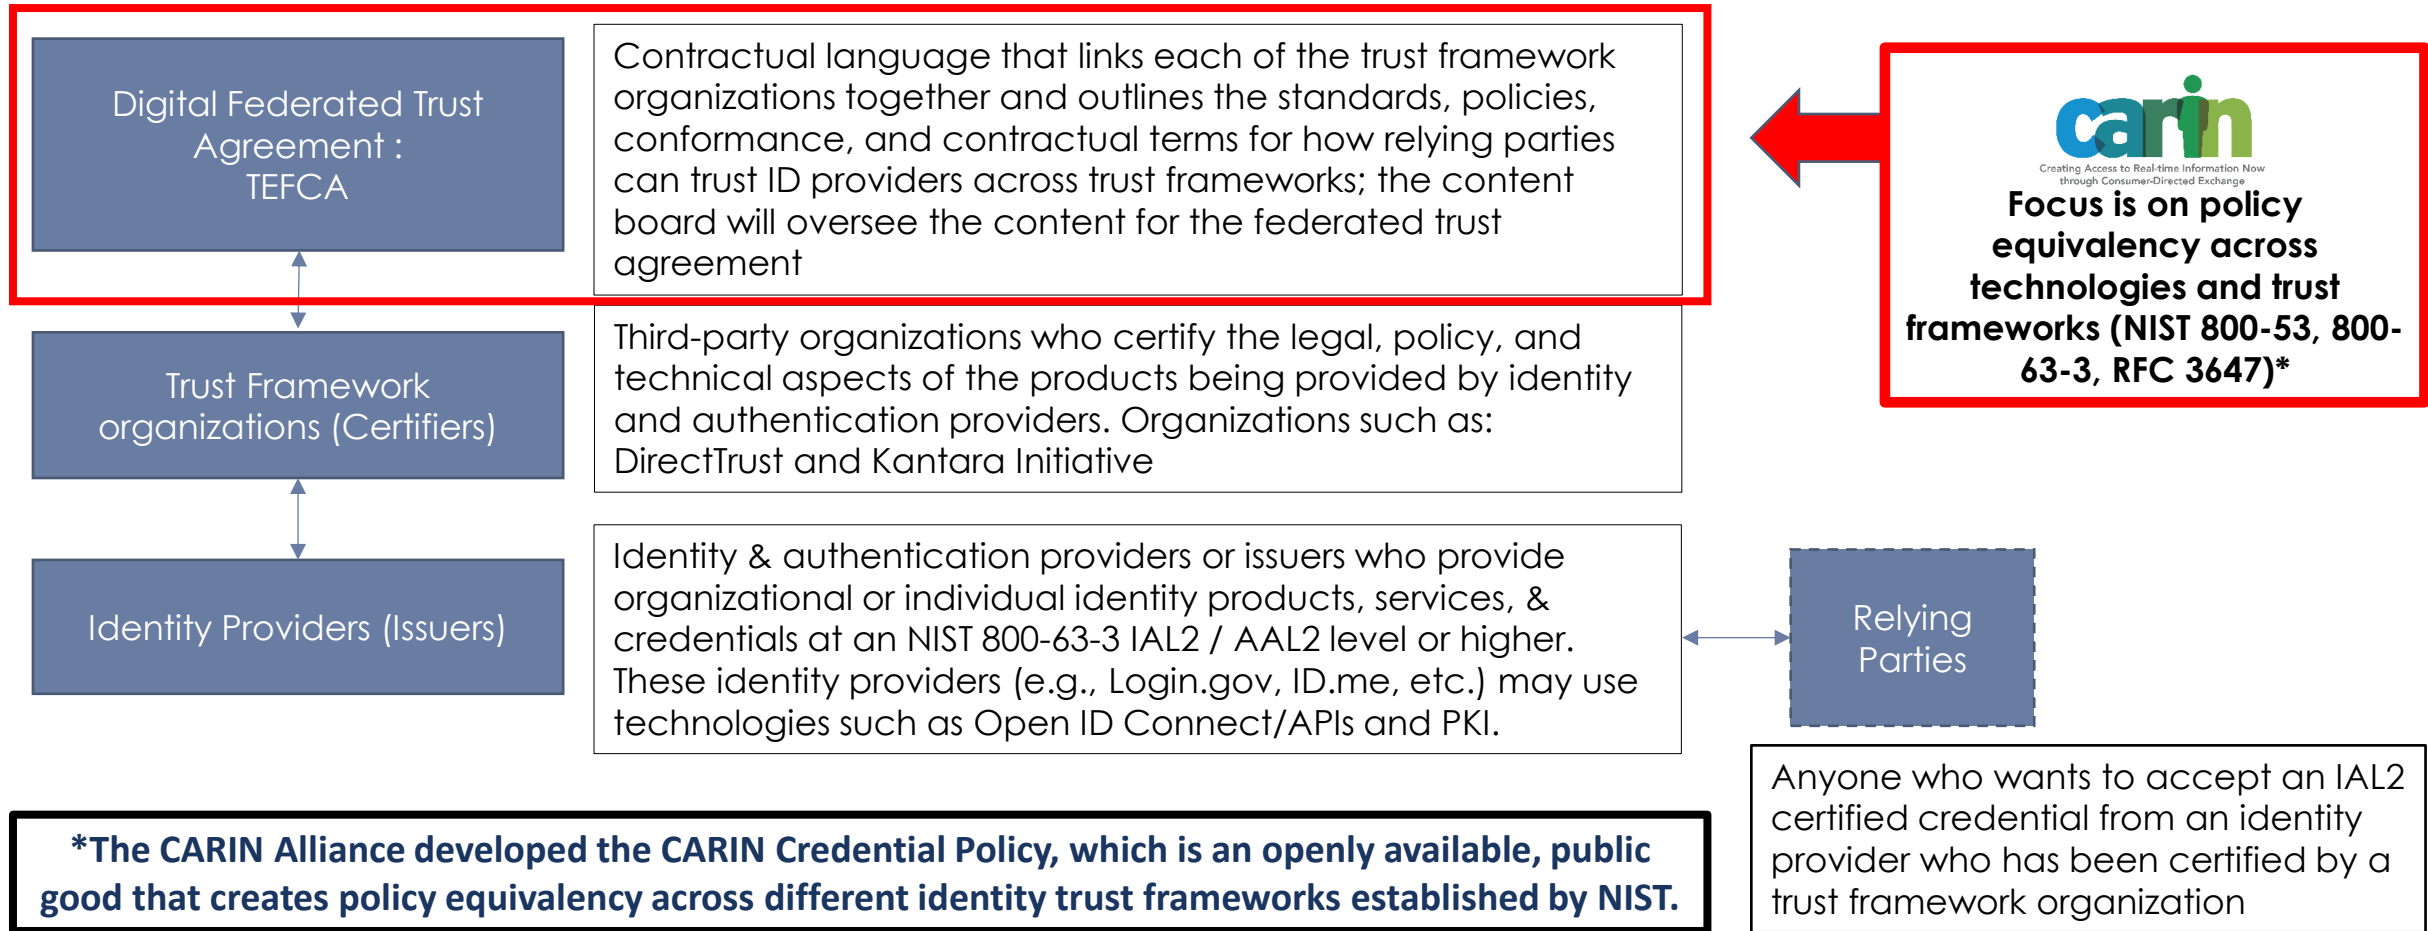 Digital Federated Trust
Agreement :
TEFCA
Contractual language that links each of the trust framework
organizations together and outlines the standards, policies,
conformance, and contractual terms for how relying parties
can trust ID providers across trust frameworks; the content
board will oversee the content for the federated trust
agreement
carin
Creating Access to Real-time Information Now
through Consumer-Directed Exchange
Focus is on policy
equivalency across
technologies and trust
frameworks (NIST 800-53, 800-
63-3, RFC 3647)*
Trust Framework
organizations (Certifiers)
Third-party organizations who certify the legal, policy, and
technical aspects of the products being provided by identity
and authentication providers. Organizations such as:
DirectTrust and Kantara Initiative
Identity Providers (Issuers)
Identity & authentication providers or issuers who provide
organizational or individual identity products, services, &
credentials at an NIST 800-63-3 IAL2 / AAL2 level or higher.
These identity providers (e.g., Login.gov, ID.me, etc.) may use
technologies such as Open ID Connect/APIs and PKI.
Relying
Parties
Anyone who wants to accept an IAL2
certified credential from an identity
provider who has been certified by a
trust framework organization
*The CARIN Alliance developed the CARIN Credential Policy, which is an openly available, public
good that creates policy equivalency across different identity trust frameworks established by NIST.